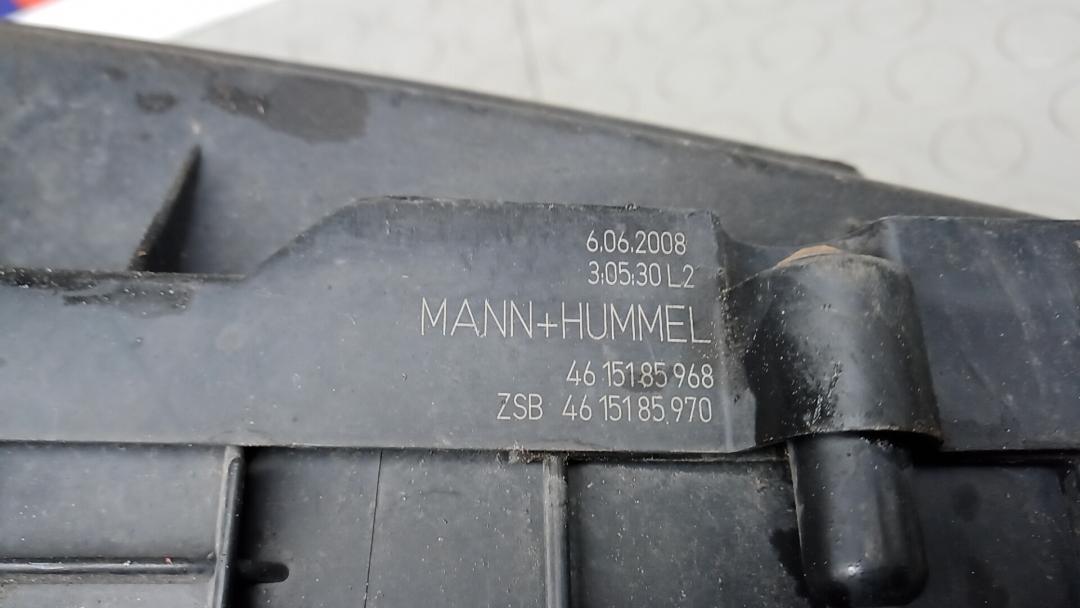 6.06.2008
3:05:30 L2
MANN+HUMMEL
46 151 85 968
ZSB 46 151 85 970